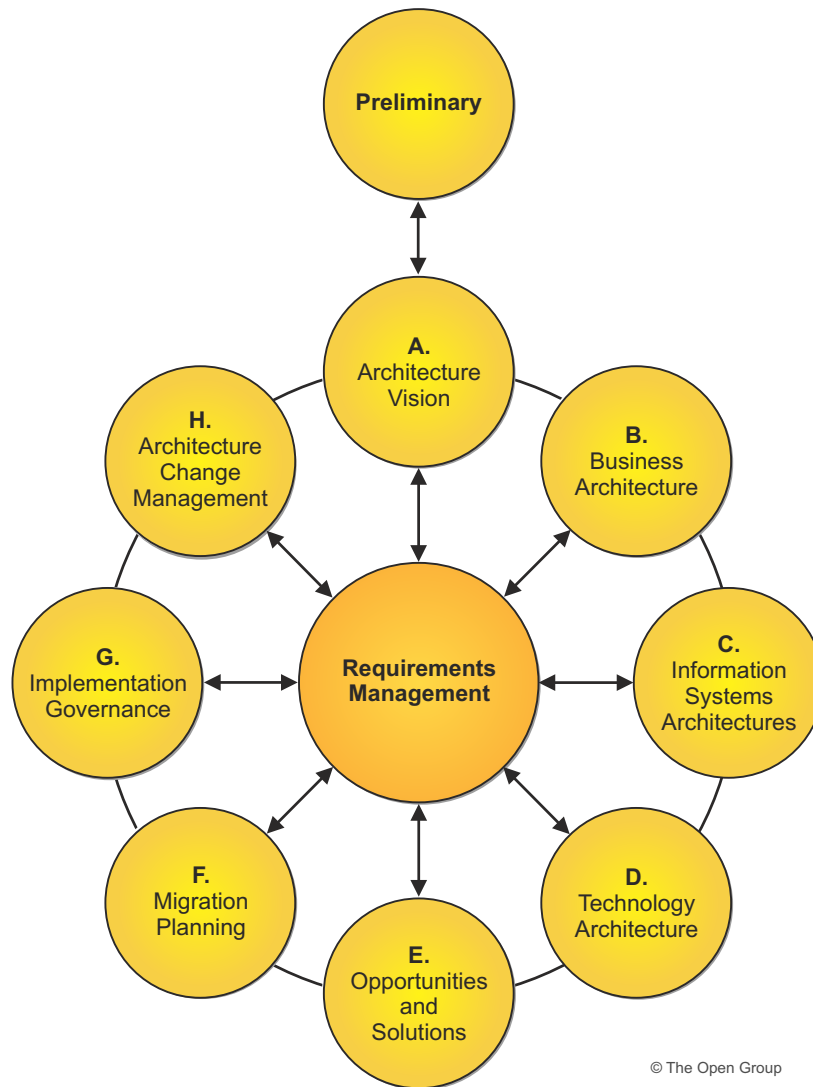 Preliminary
A.
Architecture
Vision
B.
Business
Architecture
C.
Information
Systems
Architectures
D.
Technology
Architecture
E.
Opportunities
and
Solutions
F.
Migration
Planning
G.
Implementation
Governance
H.
Architecture
Change
Management
Requirements
Management
© The Open Group